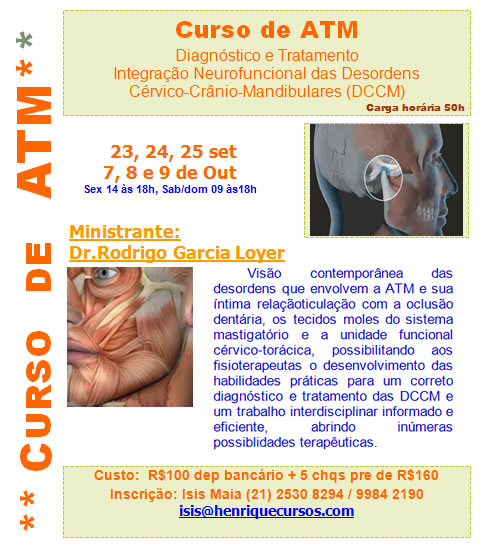 ** CURSO DE ATM**
Curso de ATM
Diagnóstico e Tratamento
Integração Neurofuncional das Desordens
Cérvico-Crânio-Mandibulares (DCCM)
Carga horária 50h
23, 24, 25 set
7, 8 e 9 de Out
Sex 14 às 18h, Sab/dom 09 às18h
Ministrante:
Dr.Rodrigo Garcia Loyer
Visão contemporânea das
desordens que envolvem a ATM e sua
íntima relaçãoticulação com a oclusão
dentária, os tecidos moles do sistema
mastigatório e a unidade funcional
cérvico-torácica, possibilitando aos
fisioterapeutas o desenvolvimento das
habilidades práticas para um correto
diagnóstico e tratamento das DCCM e
um trabalho interdisciplinar informado e
eficiente, abrindo inúmeras
possiblidades terapêuticas.
Custo: R$100 dep bancário + 5 chqs pre de R$160
Inscrição: Isis Maia (21) 2530 8294 / 9984 2190
isis@henriquecursos.com